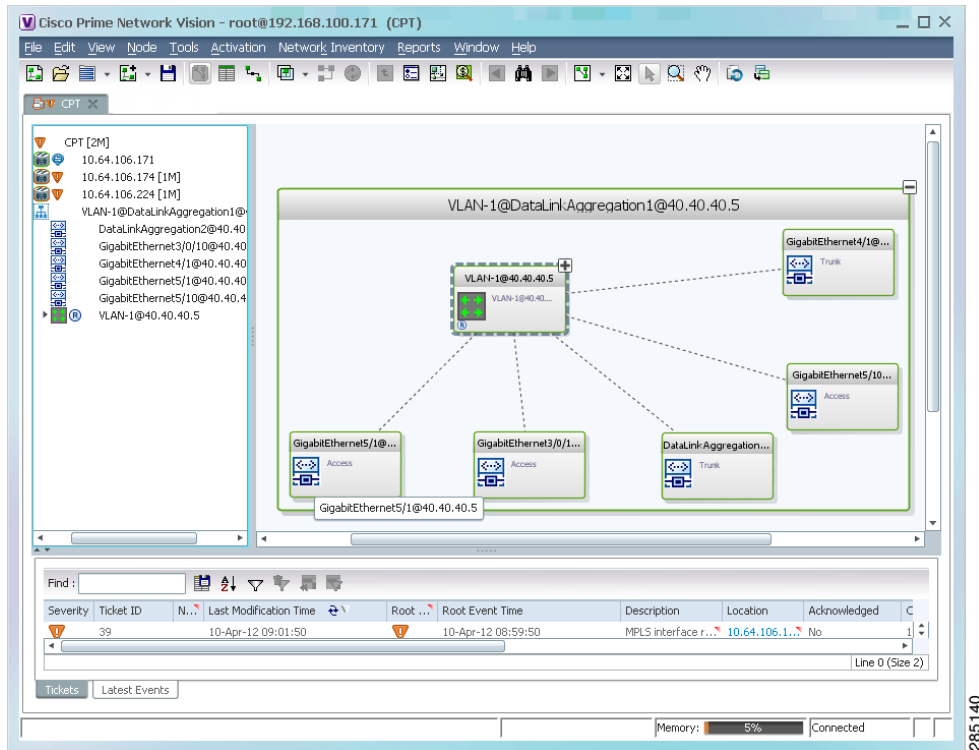 Cisco Prime Network Vision - root@192.168.100.171 (CPT)
File Edit View Node Tools Activation Network Inventory Reports Window Help
CPT
CPT [2M]
10.64.106.171
10.64.106.174 [1M]
10.64.106.224 [1M]
VLAN-1@DataLinkAggregation1@4
DataLinkAggregation2@40.40
GigabitEthernet3/0/10@40.40
GigabitEthernet4/1@40.40.40
GigabitEthernet5/1@40.40.40
GigabitEthernet5/10@40.40.4
R VLAN-1@40.40.40.5
VLAN-1@DataLinkAggregation1@40.40.40.5
GigabitEthernet4/1@...
Trunk
VLAN-1@40.40.40.5
VLAN-1@40.40....
R
GigabitEthernet5/10...
Access
GigabitEthernet5/1@...
Access
GigabitEthernet3/0/1...
Access
DataLinkAggregation...
Trunk
GigabitEthernet5/1@40.40.40.5
Find :
Severity Ticket ID N... Last Modification Time Root ... Root Event Time Description Location Acknowledged C
39 10-Apr-12 09:01:50 10-Apr-12 08:59:50 MPLS interface r... 10.64.106.1... No 1
Line 0 (Size 2)
Tickets Latest Events
Memory: 5% Connected
285140